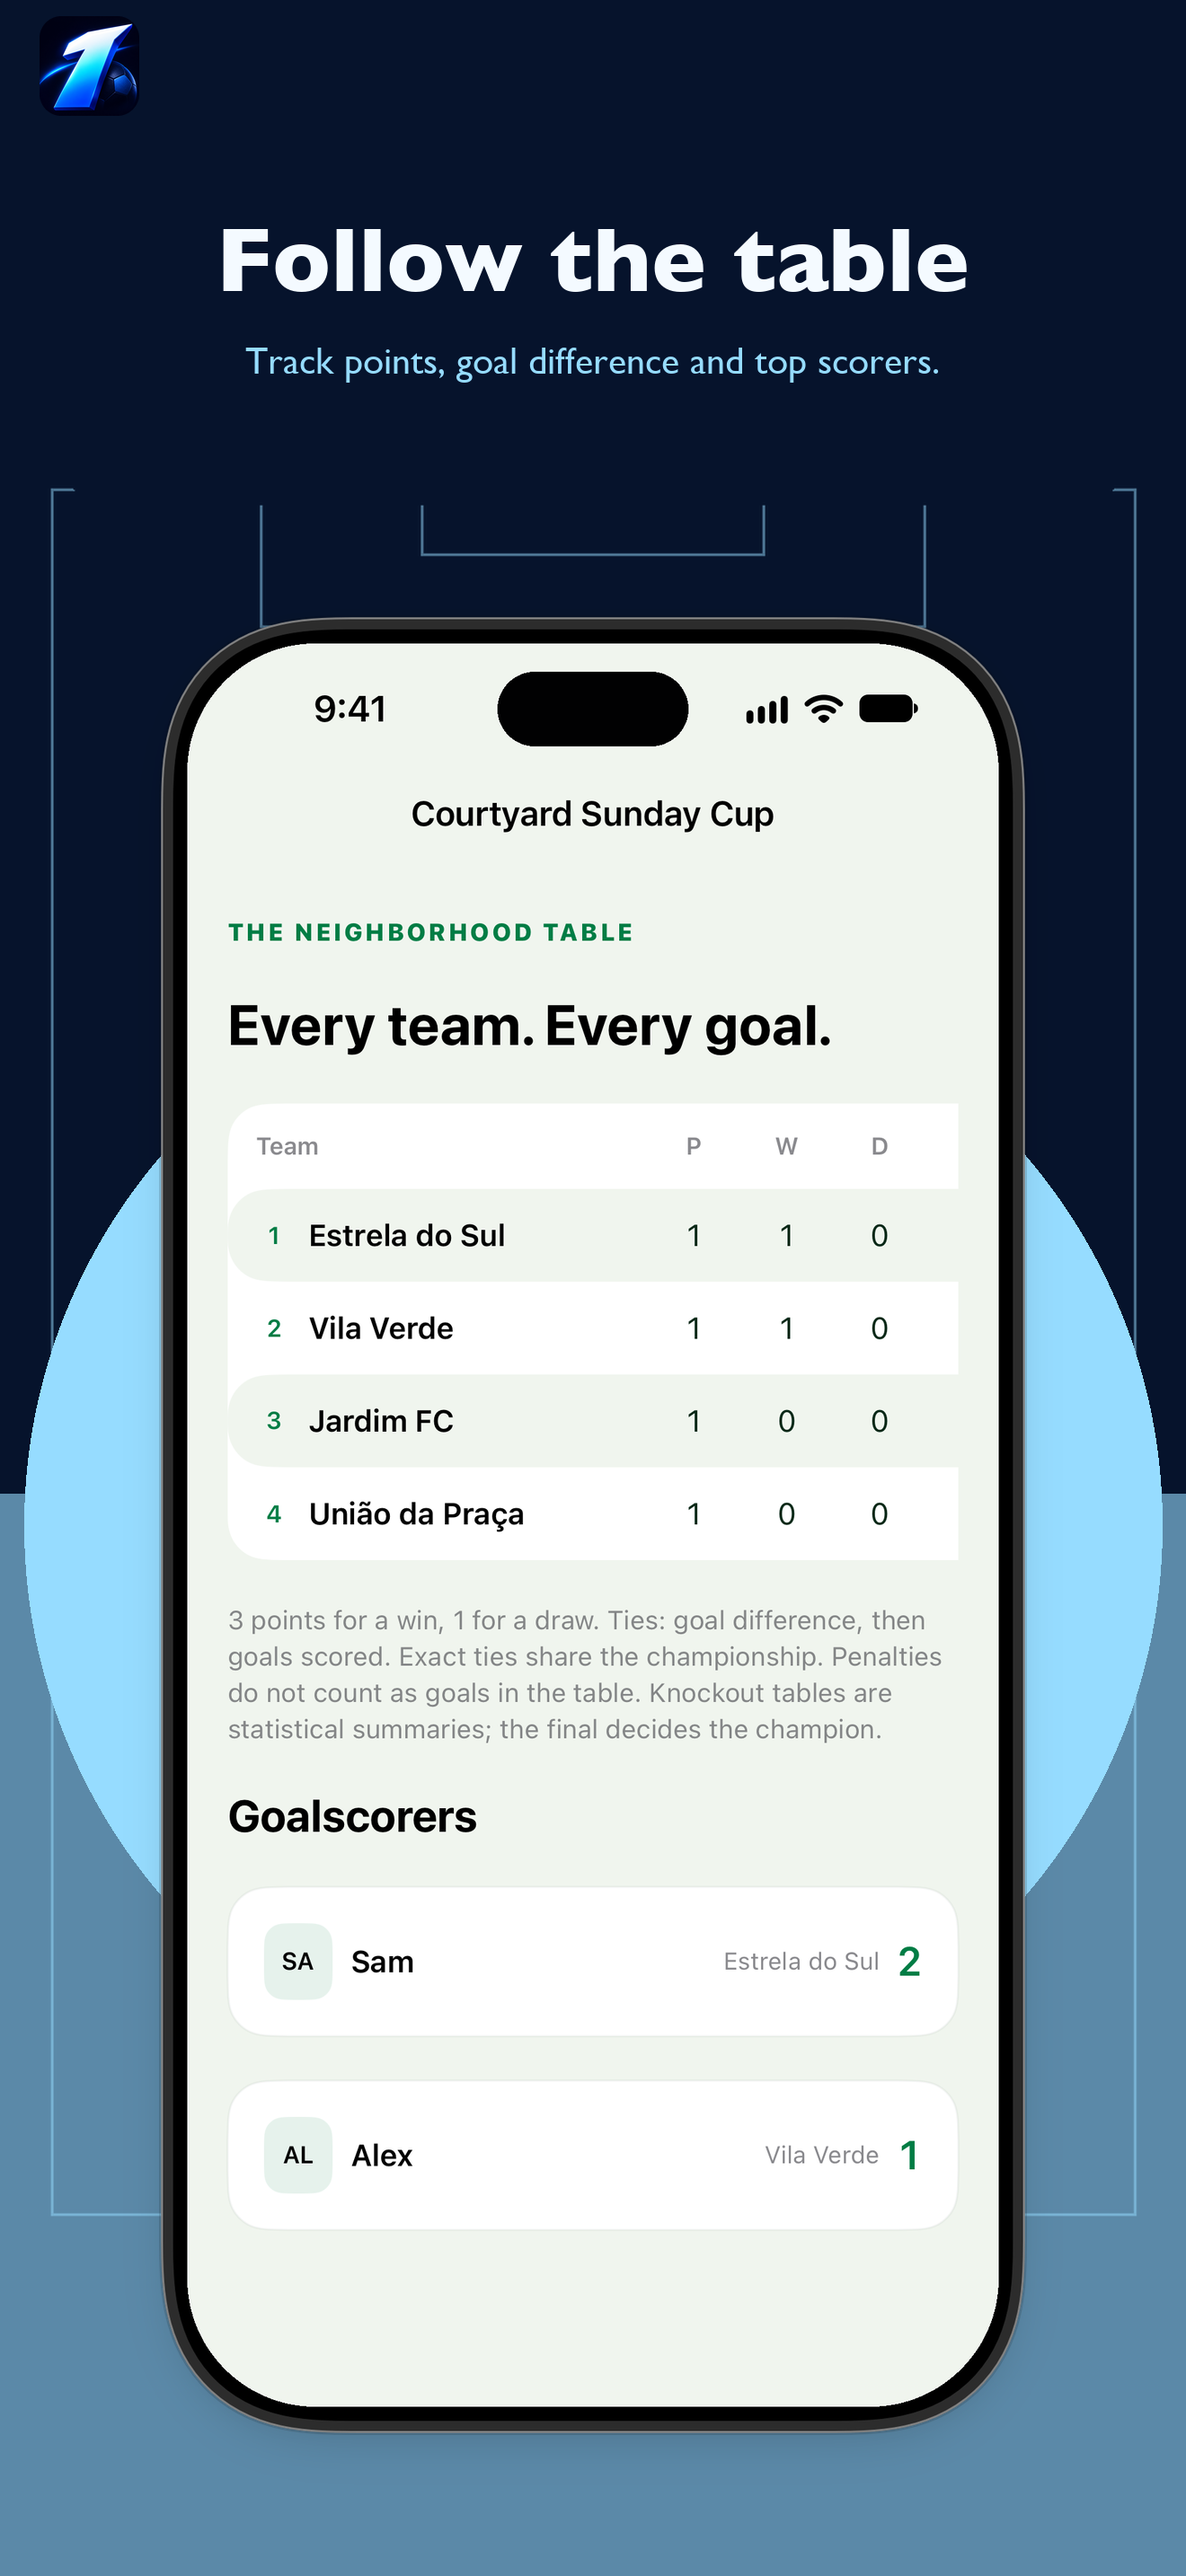 1
Follow the table
Track points, goal difference and top scorers.
9:41
Courtyard Sunday Cup
THE NEIGHBORHOOD TABLE
Every team. Every goal.
Team P W D
1 Estrela do Sul 1 1 0
2 Vila Verde 1 1 0
3 Jardim FC 1 0 0
4 União da Praça 1 0 0
3 points for a win, 1 for a draw. Ties: goal difference, then
goals scored. Exact ties share the championship. Penalties
do not count as goals in the table. Knockout tables are
statistical summaries; the final decides the champion.
Goalscorers
SA Sam Estrela do Sul 2
AL Alex Vila Verde 1